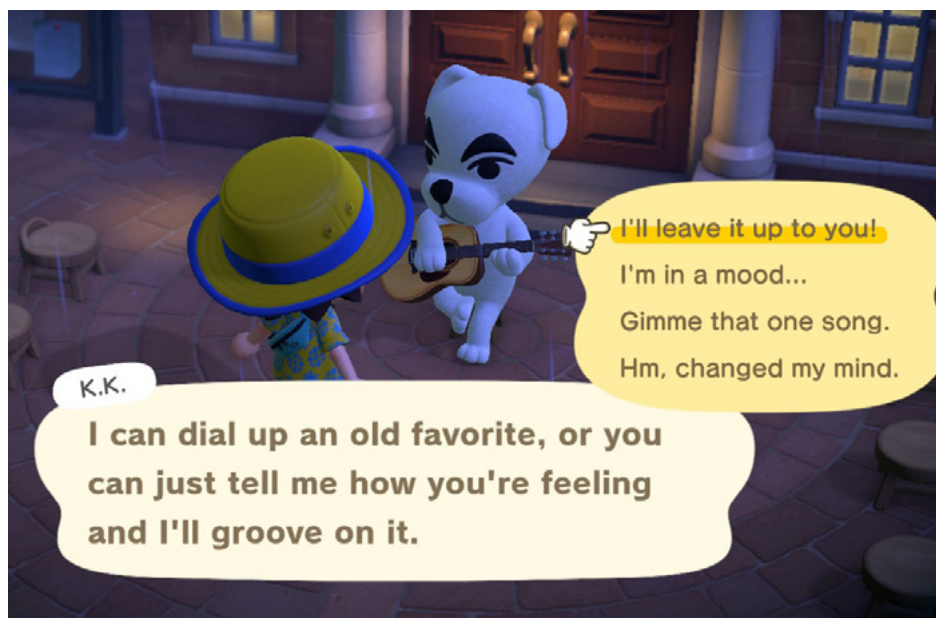 I'll leave it up to you!
I'm in a mood...
Gimme that one song.
Hm, changed my mind.
K.K.
I can dial up an old favorite, or you
can just tell me how you're feeling
and I'll groove on it.